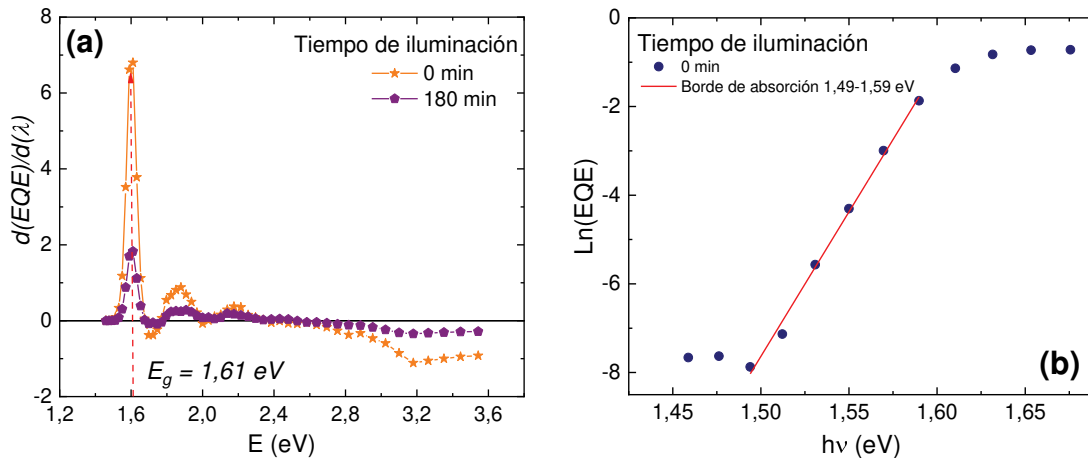 (a)
Tiempo de iluminación
0 min
180 min
d(EQE)/d(λ)
8
6
4
2
0
-2
E_g = 1,61 eV
1,2 1,6 2,0 2,4 2,8 3,2 3,6
E (eV)
Tiempo de iluminación
0 min
Borde de absorción 1,49-1,59 eV
Ln(EQE)
0
-2
-4
-6
-8
(b)
1,45 1,50 1,55 1,60 1,65
hν (eV)